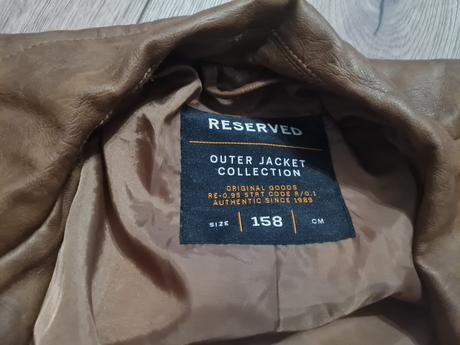 RESERVED
OUTER JACKET
COLLECTION
ORIGINAL GOODS
RE-0.95 STRT CODE R/0.1
AUTHENTIC SINCE 1989
SIZE | 158 | CM